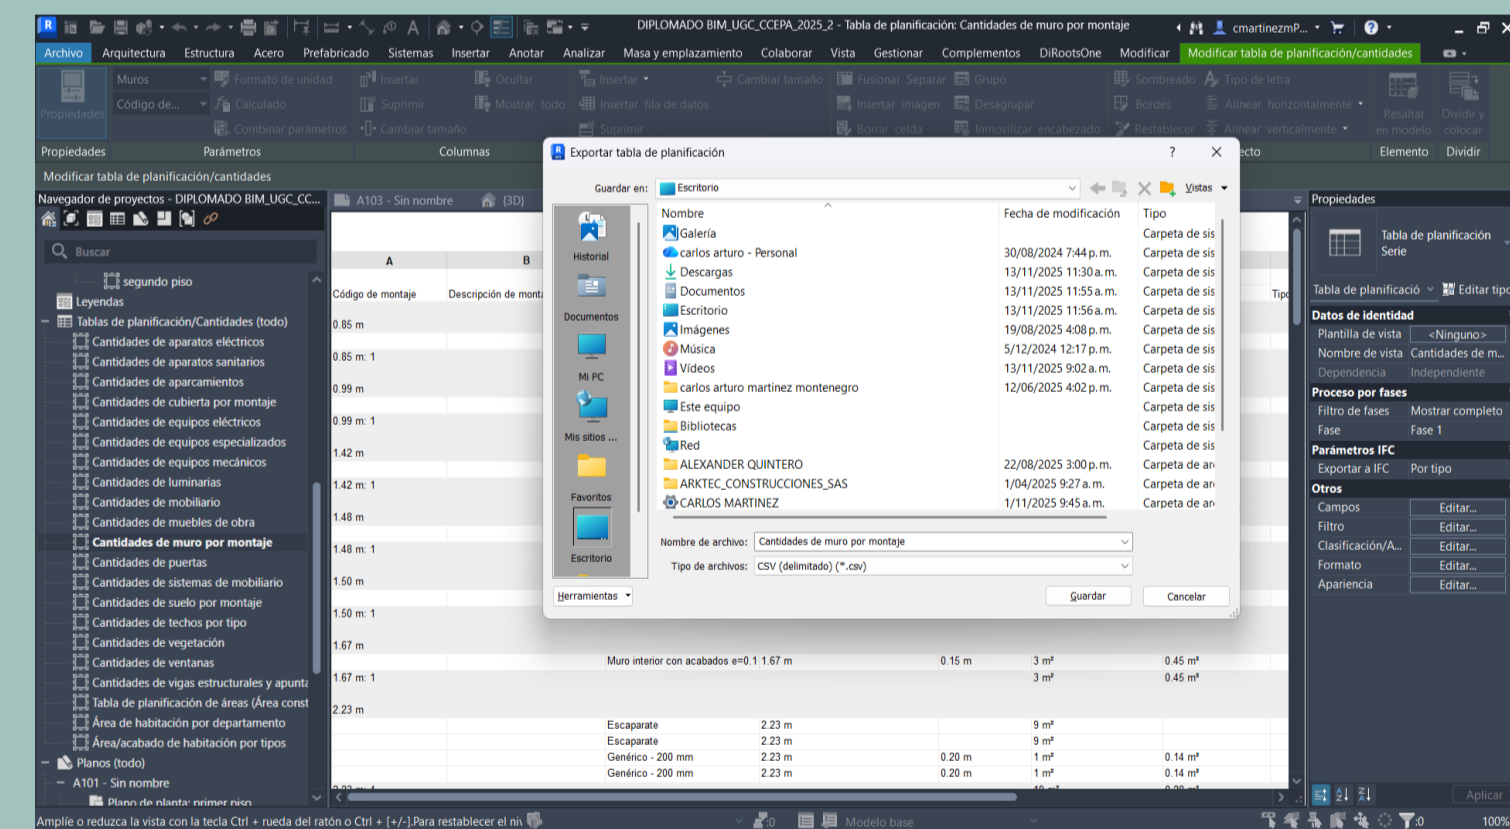 DIPLOMADO BIM_UGC_CCEPA_2025_2 - Tabla de planificación: Cantidades de muro por montaje
cmartinezmP...
Archivo Arquitectura Estructura Acero Prefabricado Sistemas Insertar Anotar Analizar Masa y emplazamiento Colaborar Vista Gestionar Complementos DiRootsOne Modificar Modificar tabla de planificación/cantidades
Muros Formato de unidad Insertar Ocultar Insertar Cambiar tamaño Fusionar Separar Grupo Sombreado Tipo de letra
Código de... Calculado Suprimir Mostrar todo Insertar fila de datos Insertar imagen Desagrupar Bordes Alinear horizontalmente
Propiedades Combinar parámetros Cambiar tamaño Suprimir Borrar celda Inmovilizar encabezado Restablecer Alinear verticalmente
Resaltar en modelo
Dividir y colocar
Propiedades Parámetros Columnas ecto Elemento Dividir
Modificar tabla de planificación/cantidades
Navegador de proyectos - DIPLOMADO BIM_UGC_CC...
Buscar
segundo piso
Leyendas
Tablas de planificación/Cantidades (todo)
Cantidades de aparatos eléctricos
Cantidades de aparatos sanitarios
Cantidades de aparcamientos
Cantidades de cubierta por montaje
Cantidades de equipos eléctricos
Cantidades de equipos especializados
Cantidades de equipos mecánicos
Cantidades de luminarias
Cantidades de mobiliario
Cantidades de muebles de obra
Cantidades de muro por montaje
Cantidades de puertas
Cantidades de sistemas de mobiliario
Cantidades de suelo por montaje
Cantidades de techos por tipo
Cantidades de vegetación
Cantidades de ventanas
Cantidades de vigas estructurales y apunta
Tabla de planificación de áreas (Área const
Área de habitación por departamento
Área/acabado de habitación por tipos
Planos (todo)
A101 - Sin nombre
Plano de planta: primer piso
A103 - Sin nombre {3D}
A B
Código de montaje Descripción de monta Tipo
0.85 m
0.85 m: 1
0.99 m
0.99 m: 1
1.42 m
1.42 m: 1
1.48 m
1.48 m: 1
1.50 m
1.50 m: 1
1.67 m
Muro interior con acabados e=0.1 1.67 m 0.15 m 3 m² 0.45 m³
1.67 m: 1 3 m² 0.45 m³
2.23 m
Escaparate 2.23 m 9 m²
Escaparate 2.23 m 9 m²
Genérico - 200 mm 2.23 m 0.20 m 1 m² 0.14 m³
Genérico - 200 mm 2.23 m 0.20 m 1 m² 0.14 m³
Exportar tabla de planificación
Guardar en: Escritorio Vistas
Historial
Documentos
Mi PC
Mis sitios ...
Favoritos
Escritorio
Nombre Fecha de modificación Tipo
Galería Carpeta de sis
carlos arturo - Personal 30/08/2024 7:44 p. m. Carpeta de sis
Descargas 13/11/2025 11:30 a. m. Carpeta de sis
Documentos 13/11/2025 11:55 a. m. Carpeta de sis
Escritorio 13/11/2025 11:56 a. m. Carpeta de sis
Imágenes 19/08/2025 4:08 p. m. Carpeta de sis
Música 5/12/2024 12:17 p. m. Carpeta de sis
Vídeos 13/11/2025 9:02 a. m. Carpeta de sis
carlos arturo martinez montenegro 12/06/2025 4:02 p. m. Carpeta de sis
Este equipo Carpeta de sis
Bibliotecas Carpeta de sis
Red Carpeta de sis
ALEXANDER QUINTERO 22/08/2025 3:00 p. m. Carpeta de arc
ARKTEC_CONSTRUCCIONES_SAS 1/04/2025 9:27 a. m. Carpeta de arc
CARLOS MARTINEZ 1/11/2025 9:45 a. m. Carpeta de arc
Nombre de archivo: Cantidades de muro por montaje
Tipo de archivos: CSV (delimitado) (*.csv)
Herramientas Guardar Cancelar
Propiedades
Tabla de planificación
Serie
Tabla de planificació Editar tipo
Datos de identidad
Plantilla de vista <Ninguno>
Nombre de vista Cantidades de m...
Dependencia Independiente
Proceso por fases
Filtro de fases Mostrar completo
Fase Fase 1
Parámetros IFC
Exportar a IFC Por tipo
Otros
Campos Editar...
Filtro Editar...
Clasificación/A... Editar...
Formato Editar...
Apariencia Editar...
Aplicar
Amplíe o reduzca la vista con la tecla Ctrl + rueda del ratón o Ctrl + [+/-].Para restablecer el niv :0 Modelo base :0 100%